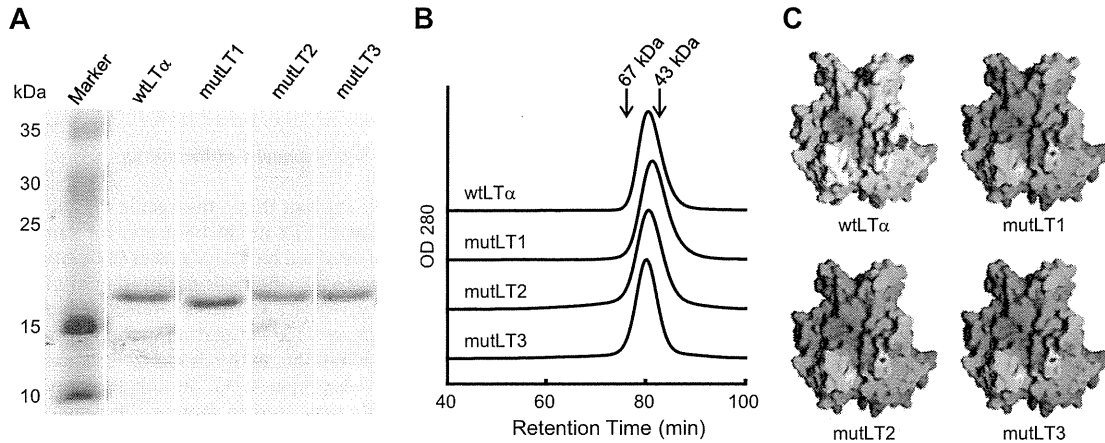 A
kDa
Marker
wtLTα
mutLT1
mutLT2
mutLT3
35
30
25
15
10
B
67 kDa
43 kDa
OD 280
wtLTα
mutLT1
mutLT2
mutLT3
40
60
80
100
Retention Time (min)
C
wtLTα
mutLT1
mutLT2
mutLT3